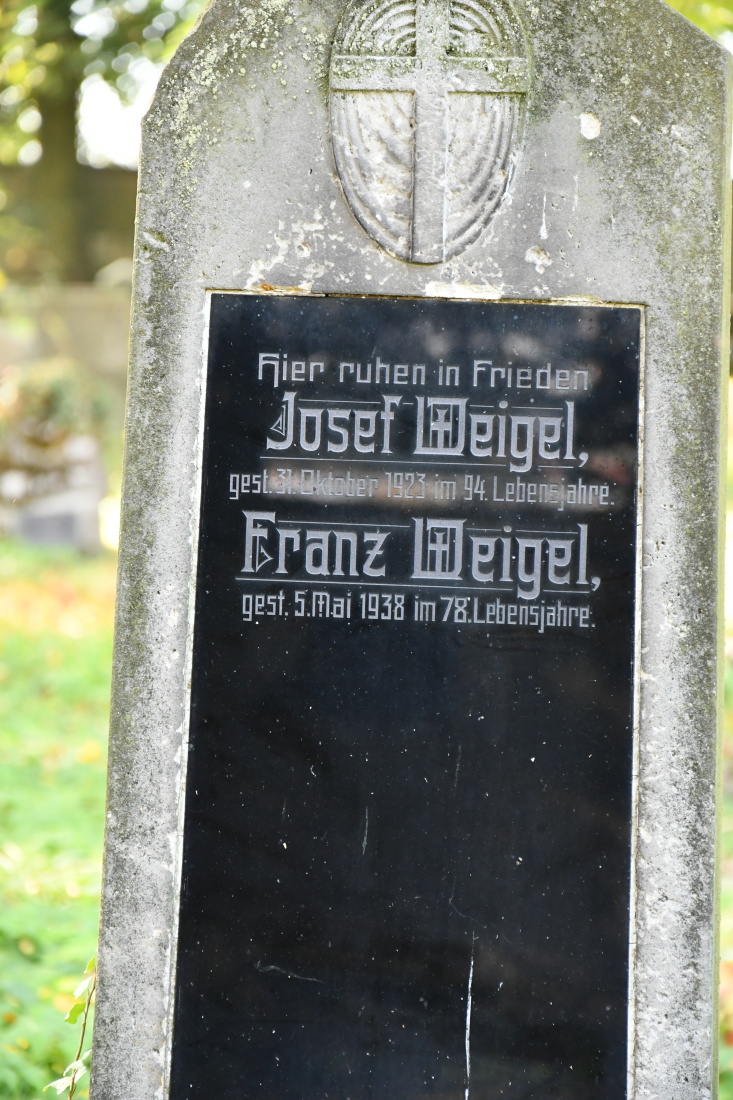 Hier ruhen in Frieden
Josef Weigel,
gest. 31. Oktober 1923 im 94 Lebensjahre.
Franz Weigel,
gest. 5. Mai 1938 im 78. Lebensjahre.